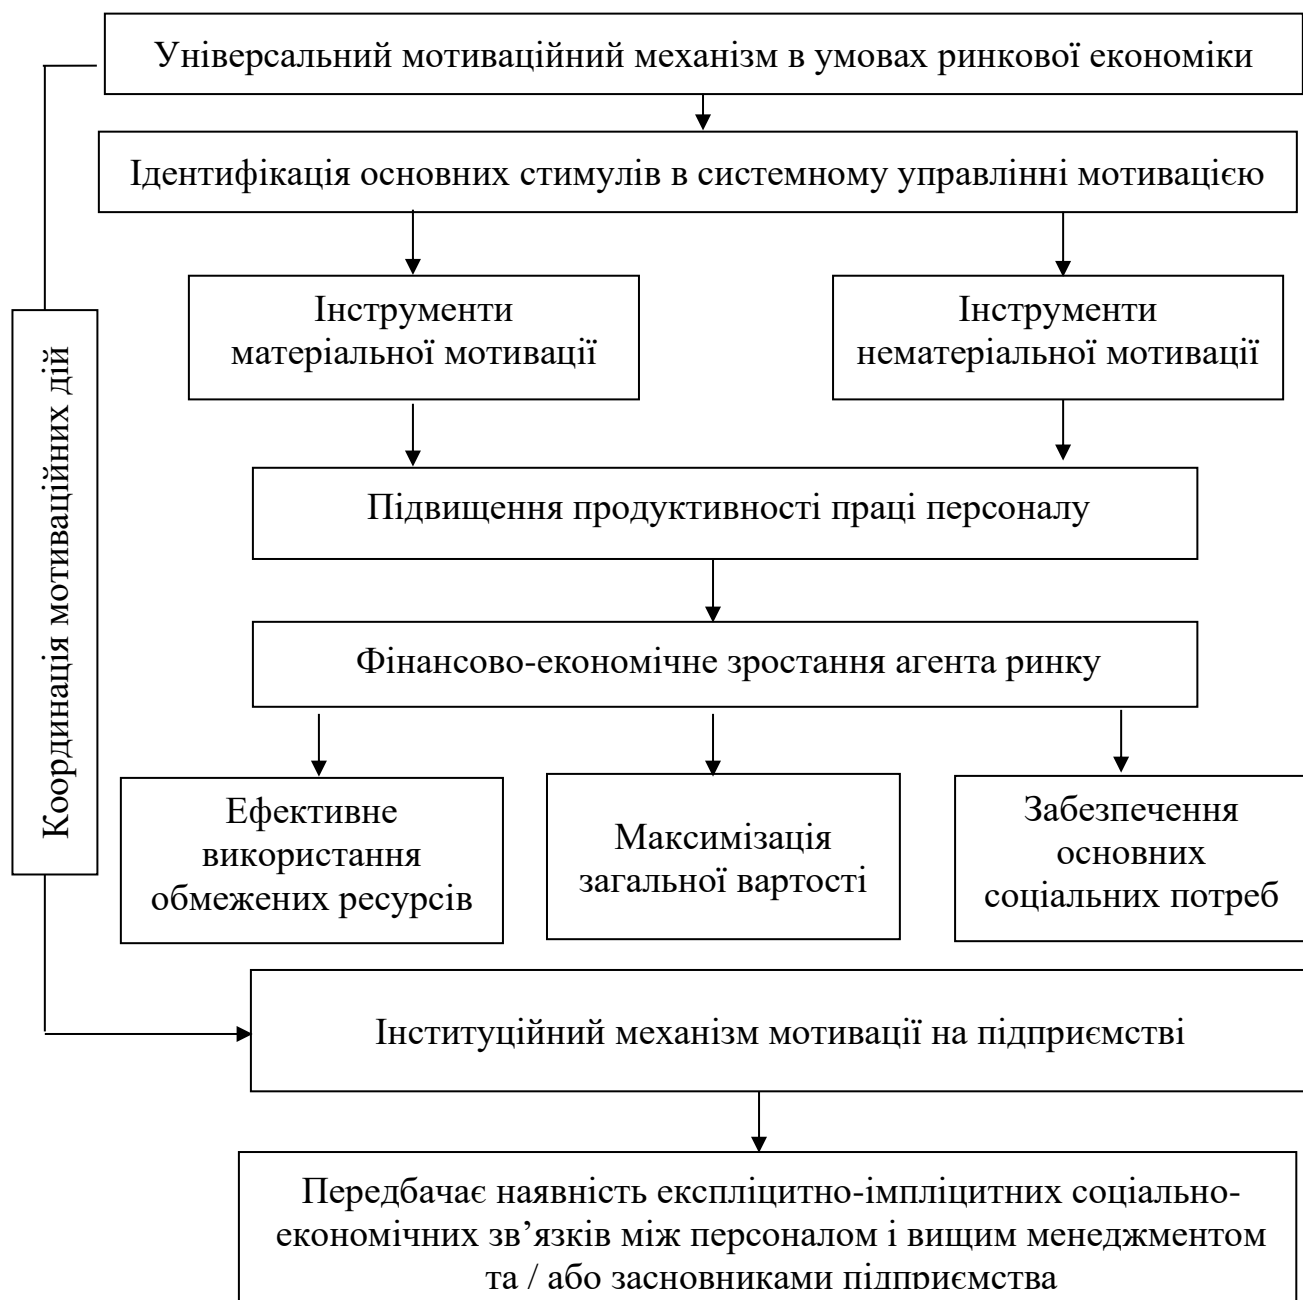 Універсальний мотиваційний механізм в умовах ринкової економіки
Ідентифікація основних стимулів в системному управлінні мотивацією
Інструменти
матеріальної мотивації
Інструменти
нематеріальної мотивації
Координація мотиваційних дій
Підвищення продуктивності праці персоналу
Фінансово-економічне зростання агента ринку
Ефективне
використання
обмежених ресурсів
Максимізація
загальної вартості
Забезпечення
основних
соціальних потреб
Інституційний механізм мотивації на підприємстві
Передбачає наявність експліцитно-імпліцитних соціально-
економічних зв’язків між персоналом і вищим менеджментом
та / або засновниками підприємства